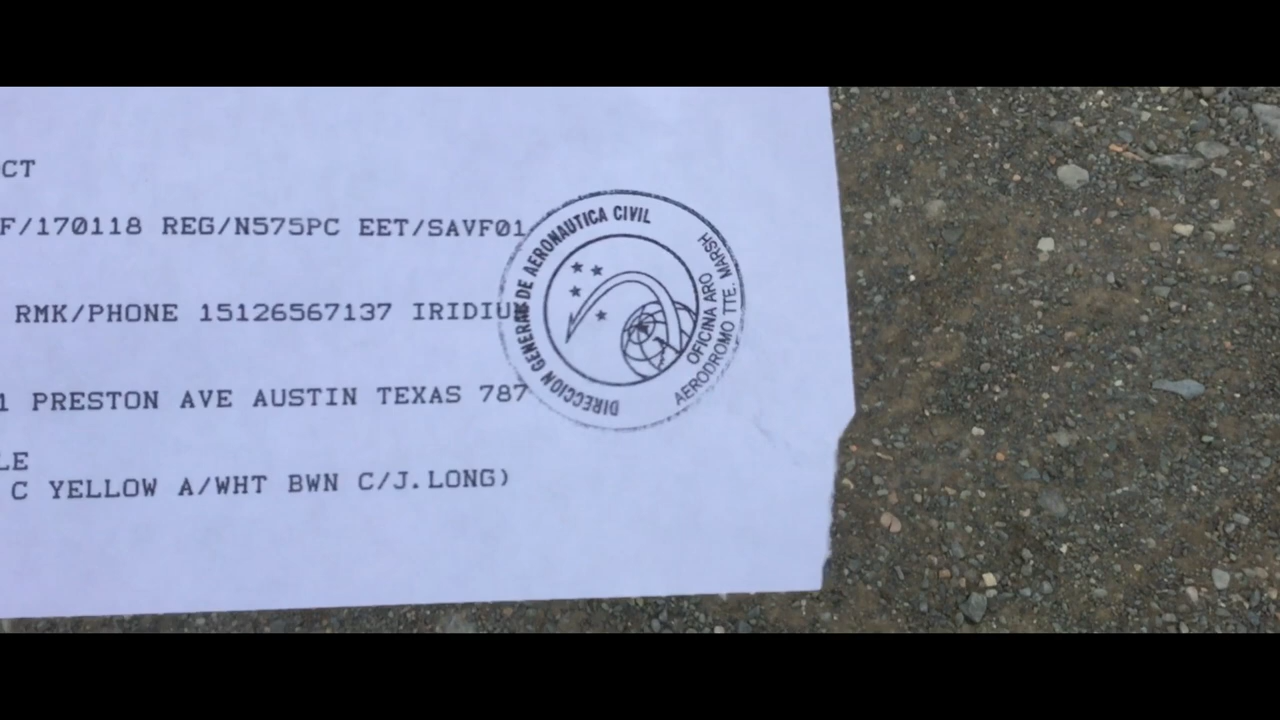 CT
F/170118 REG/N575PC EET/SAVF01
RMK/PHONE 15126567137 IRIDIUM
1 PRESTON AVE AUSTIN TEXAS 787
LE
C YELLOW A/WHT BWN C/J.LONG)
DIRECCION GENERAL DE AERONAUTICA CIVIL
OFICINA ARO
AERODROMO TTE. MARSH